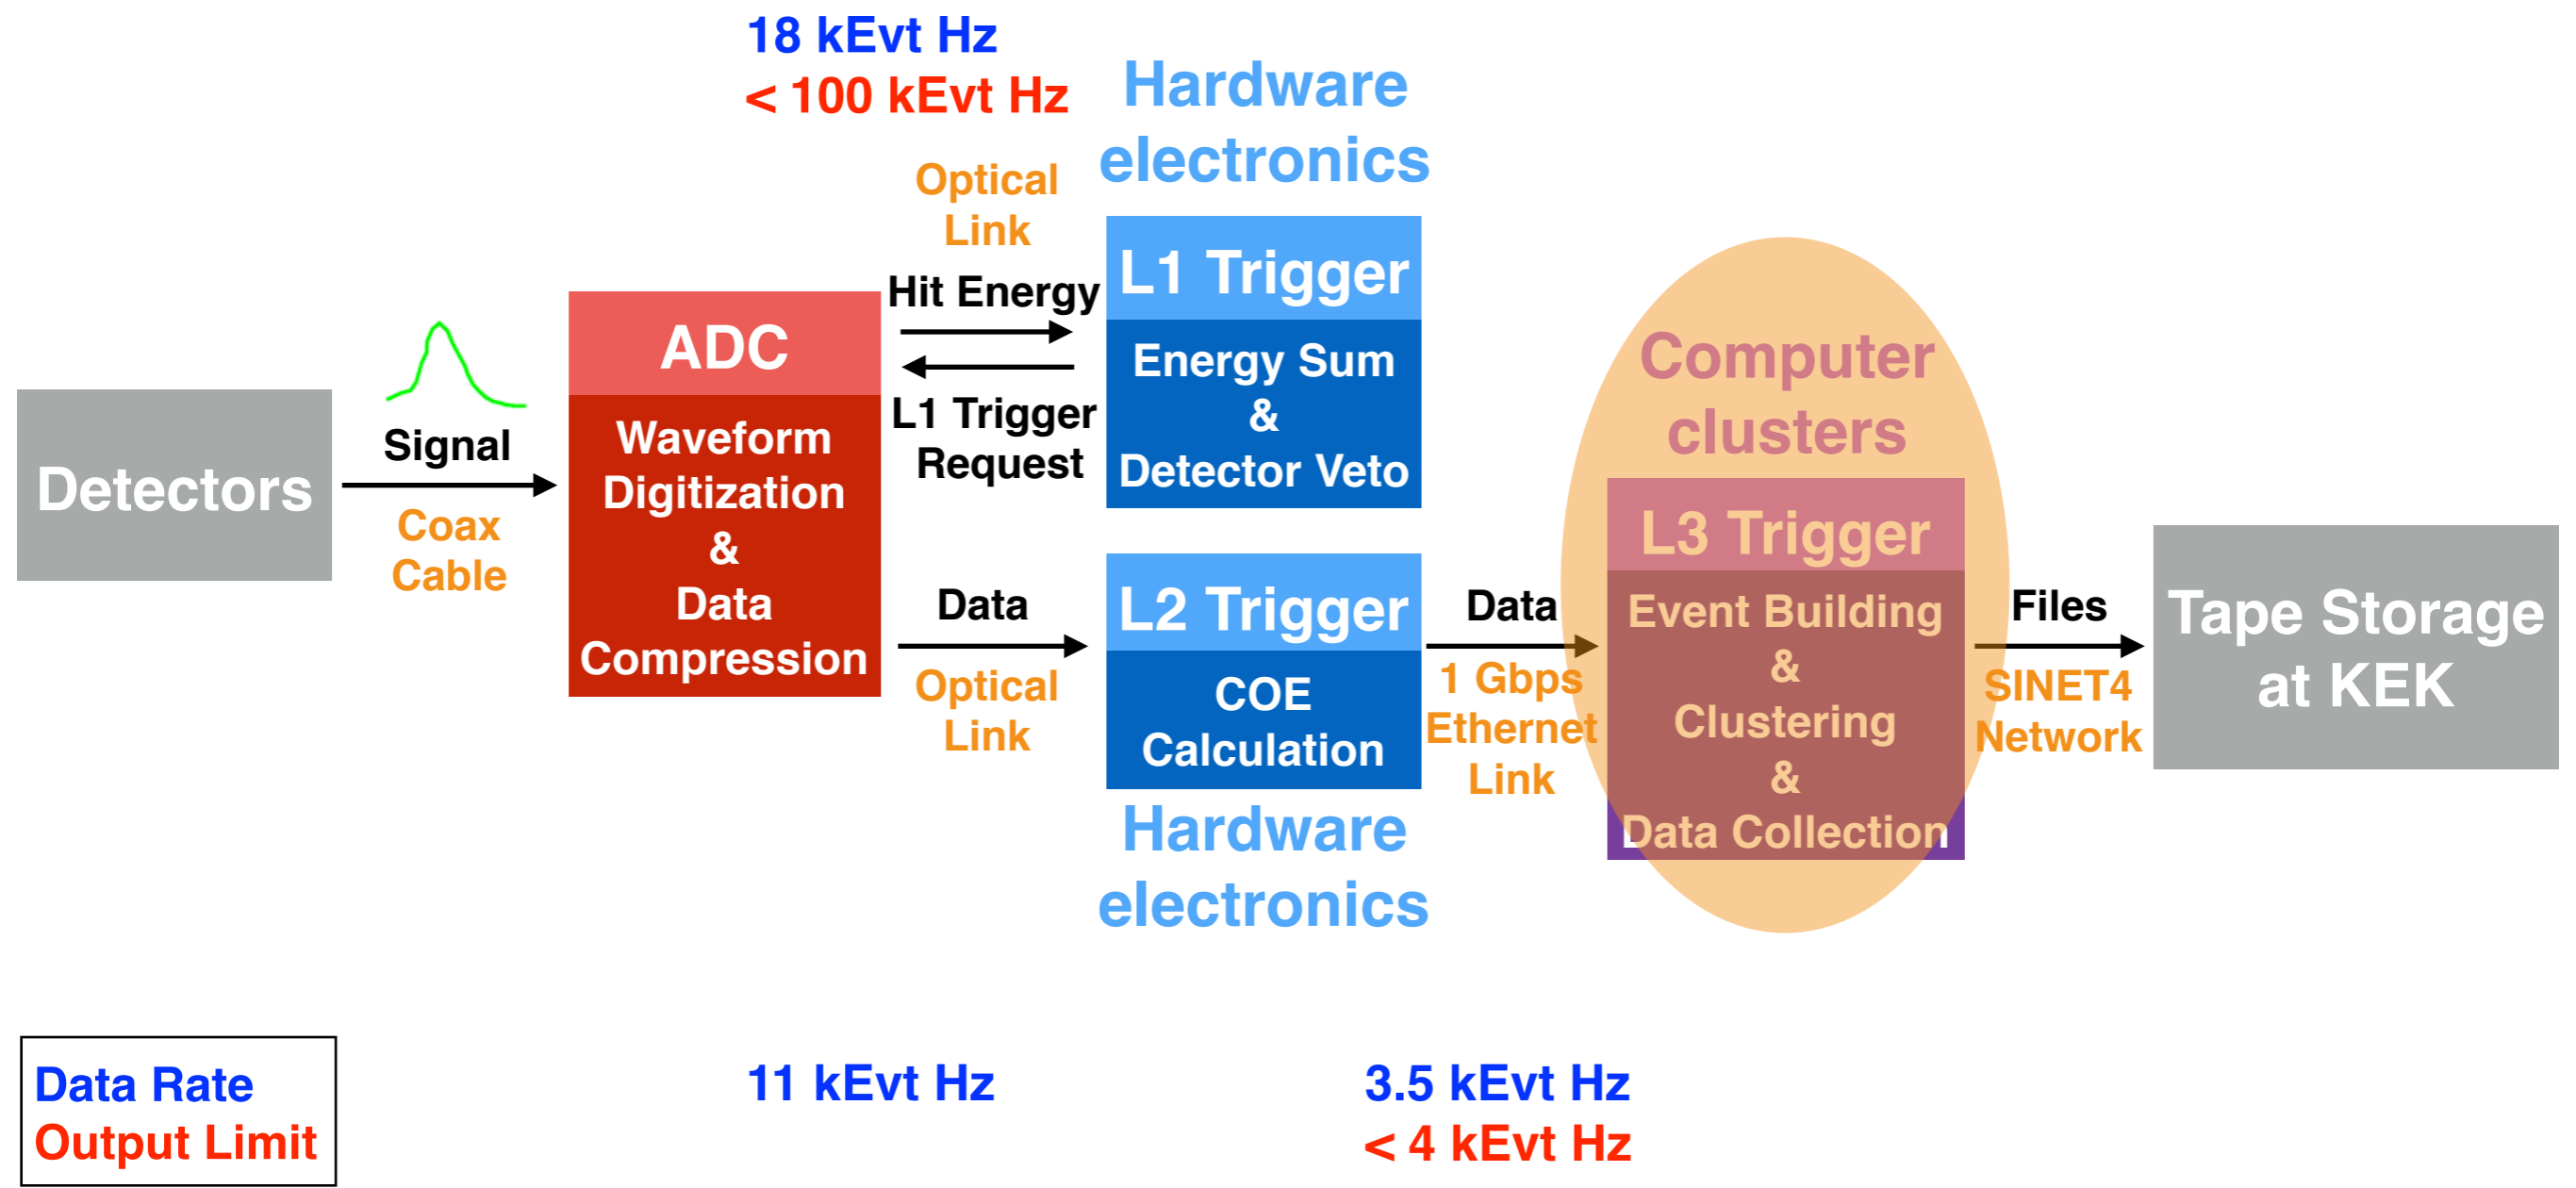 18 kEvt Hz
< 100 kEvt Hz
Hardware
electronics
Optical
Link
Hit Energy
L1 Trigger
Request
L1 Trigger
Energy Sum
&
Detector Veto
Detectors
Signal
Coax
Cable
ADC
Waveform
Digitization
&
Data
Compression
Data
Optical
Link
L2 Trigger
COE
Calculation
Hardware
electronics
Data
1 Gbps
Ethernet
Link
Computer
clusters
L3 Trigger
Event Building
&
Clustering
&
Data Collection
Files
SINET4
Network
Tape Storage
at KEK
Data Rate
Output Limit
11 kEvt Hz
3.5 kEvt Hz
< 4 kEvt Hz